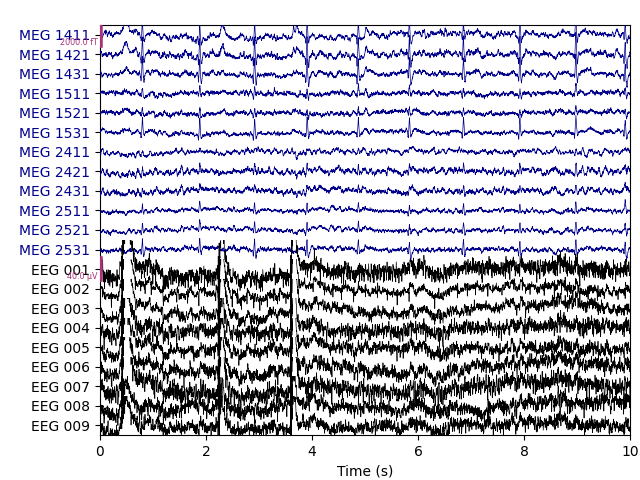 MEG 1411
2000.0 fT
MEG 1421
MEG 1431
MEG 1511
MEG 1521
MEG 1531
MEG 2411
MEG 2421
MEG 2431
MEG 2511
MEG 2521
MEG 2531
EEG 001
40.0 µV
EEG 002
EEG 003
EEG 004
EEG 005
EEG 006
EEG 007
EEG 008
EEG 009
0 2 4 6 8 10
Time (s)